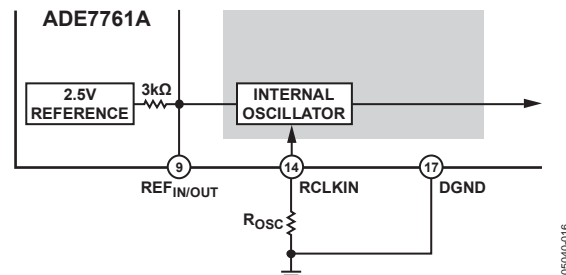 ADE7761A
2.5V
REFERENCE
3kΩ
INTERNAL
OSCILLATOR
9
14
17
REFIN/OUT
RCLKIN
DGND
ROSC
05040-016